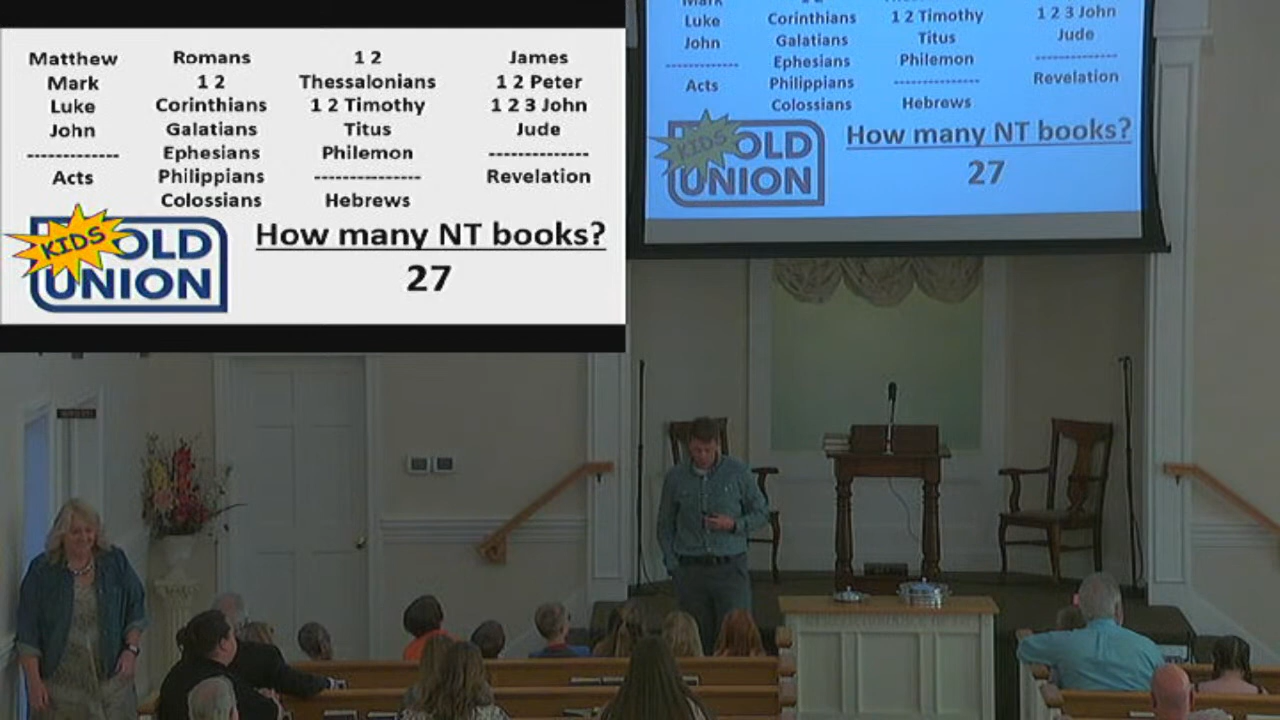 Matthew
Mark
Luke
John
-------------
Acts
Romans
1 2
Corinthians
Galatians
Ephesians
Philippians
Colossians
1 2
Thessalonians
1 2 Timothy
Titus
Philemon
--------------
Hebrews
James
1 2 Peter
1 2 3 John
Jude
-------------
Revelation
KIDS
OLD
UNION
How many NT books?
27
Luke
John
-------------
Acts
Corinthians
Galatians
Ephesians
Philippians
Colossians
1 2 Timothy
Titus
Philemon
--------------
Hebrews
1 2 3 John
Jude
-------------
Revelation
KIDS
OLD
UNION
How many NT books?
27